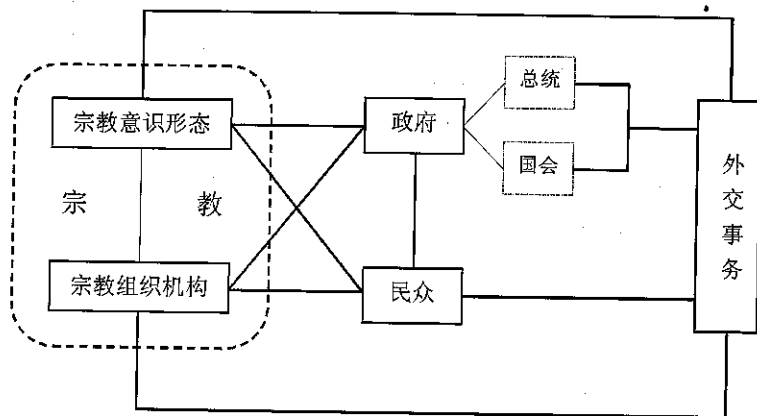 总统
宗教意识形态
政府
国会
外交事务
宗 教
宗教组织机构
民众